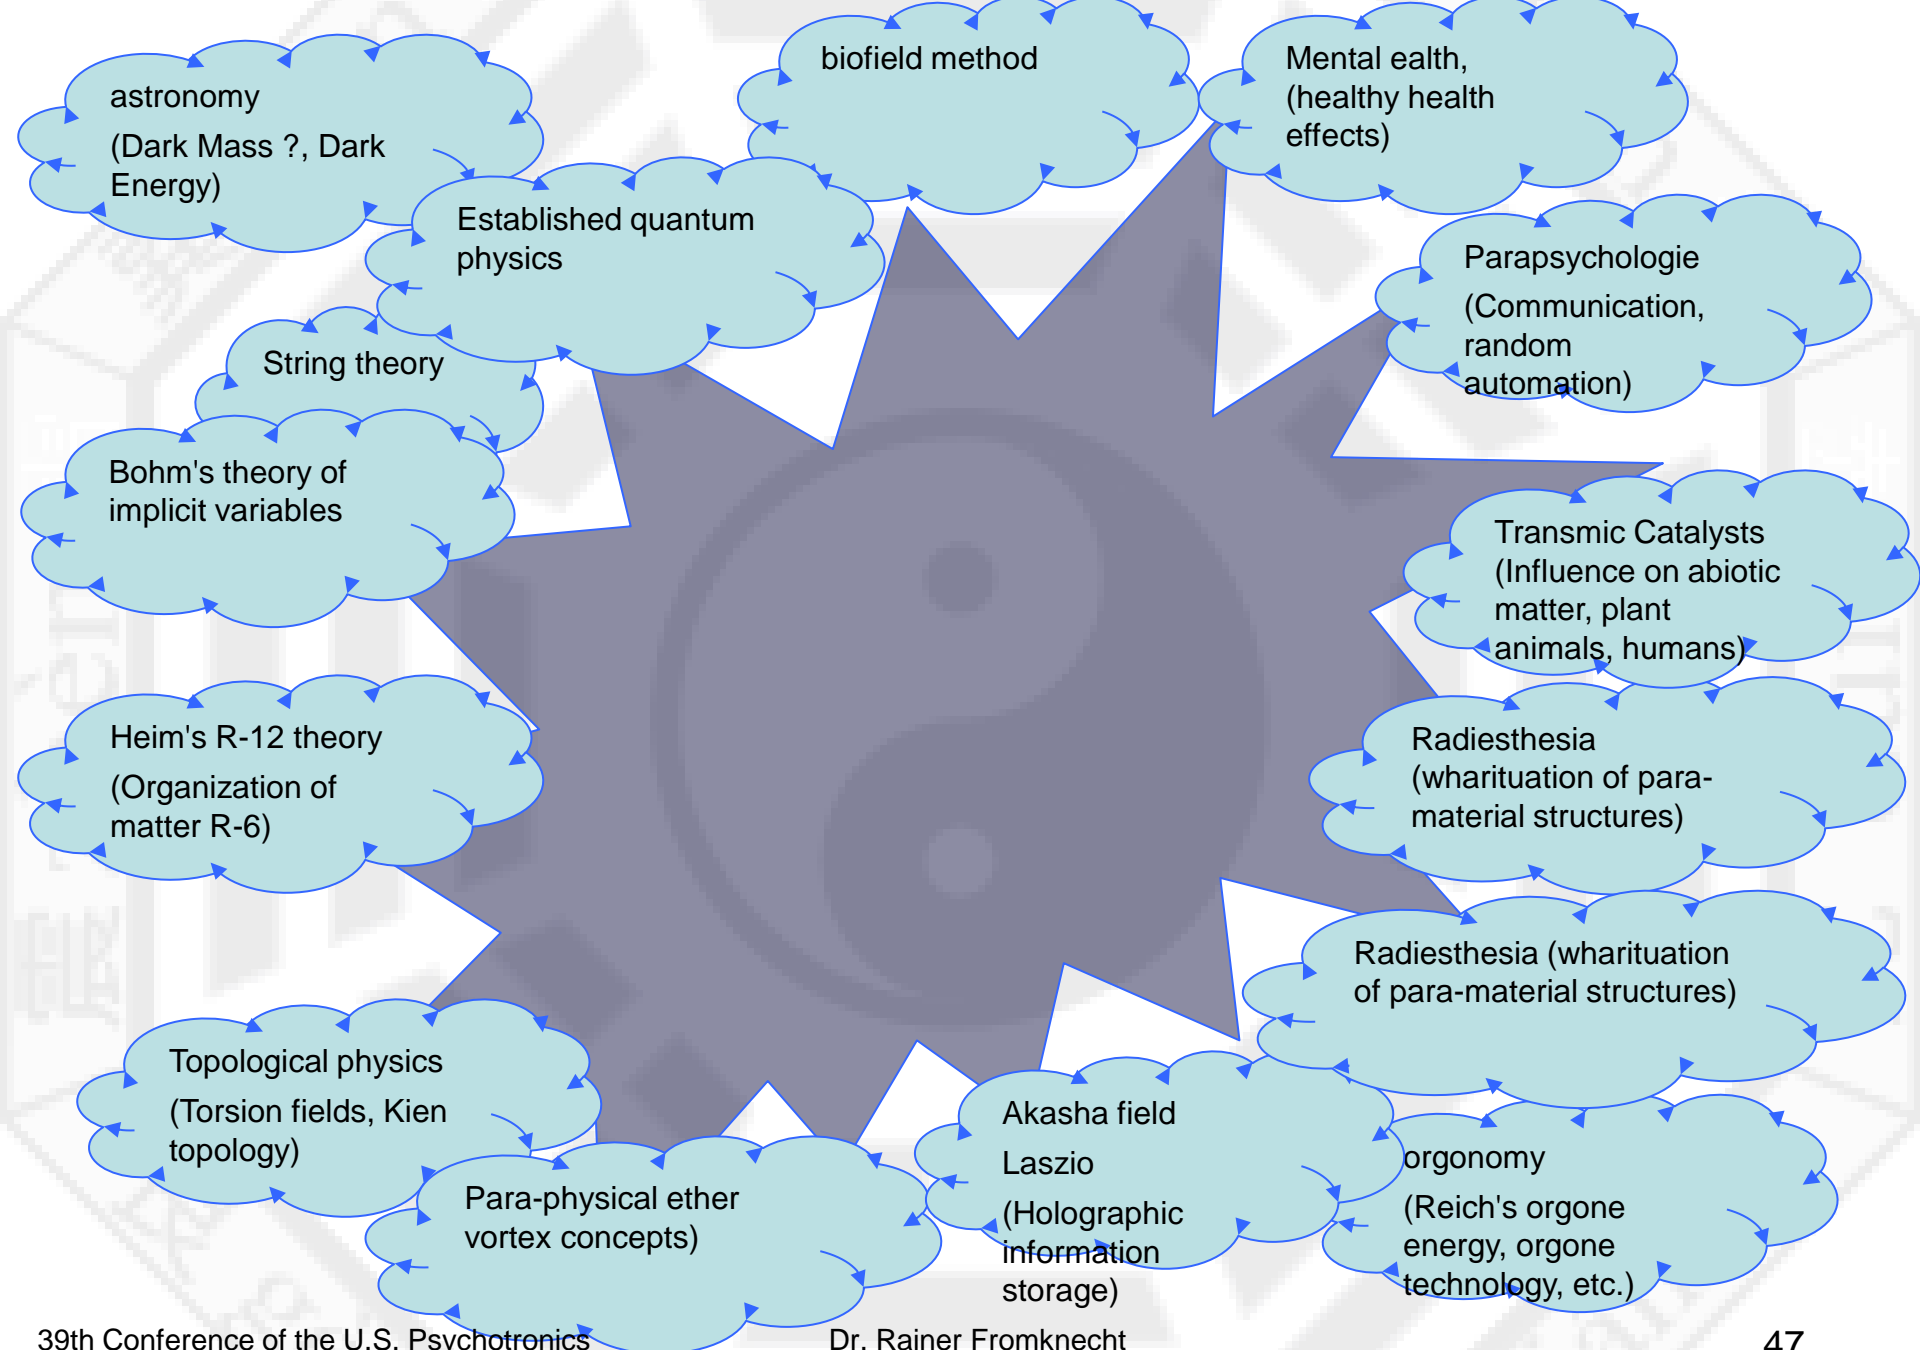 astronomy
(Dark Mass ?, Dark
Energy)
biofield method
Mental ealth,
(healthy health
effects)
Established quantum
physics
Parapsychologie
(Communication,
random
automation)
String theory
Bohm's theory of
implicit variables
Transmic Catalysts
(Influence on abiotic
matter, plant
animals, humans)
Heim's R-12 theory
(Organization of
matter R-6)
Radiesthesia
(wharituation of para-
material structures)
Radiesthesia (wharituation
of para-material structures)
Topological physics
(Torsion fields, Kien
topology)
Para-physical ether
vortex concepts)
Akasha field
Laszio
(Holographic
information
storage)
orgonomy
(Reich's orgone
energy, orgone
technology, etc.)
39th Conference of the U.S. Psychotronics
Dr. Rainer Fromknecht
47